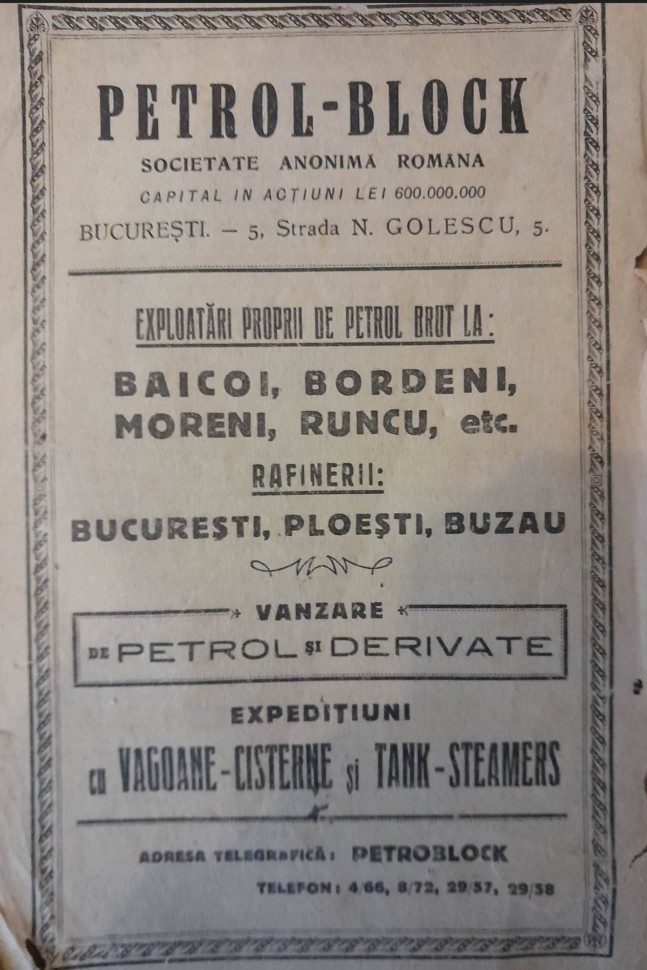 PETROL-BLOCK
SOCIETATE ANONIMĂ ROMANA
CAPITAL IN ACȚIUNI LEI 600.000.000
BUCUREȘTI. — 5, Strada N. GOLESCU, 5.
EXPLOATĂRI PROPRII DE PETROL BRUT LA:
BAICOI, BORDENI,
MORENI, RUNCU, etc.
RAFINERII:
BUCUREȘTI, PLOEȘTI, BUZAU
VANZARE
DE PETROL ȘI DERIVATE
EXPEDIȚIUNI
cu VAGOANE-CISTERNE și TANK-STEAMERS
ADRESA TELEGRAFICĂ: PETROBLOCK
TELEFON: 4/66, 8/72, 29/57, 29/58